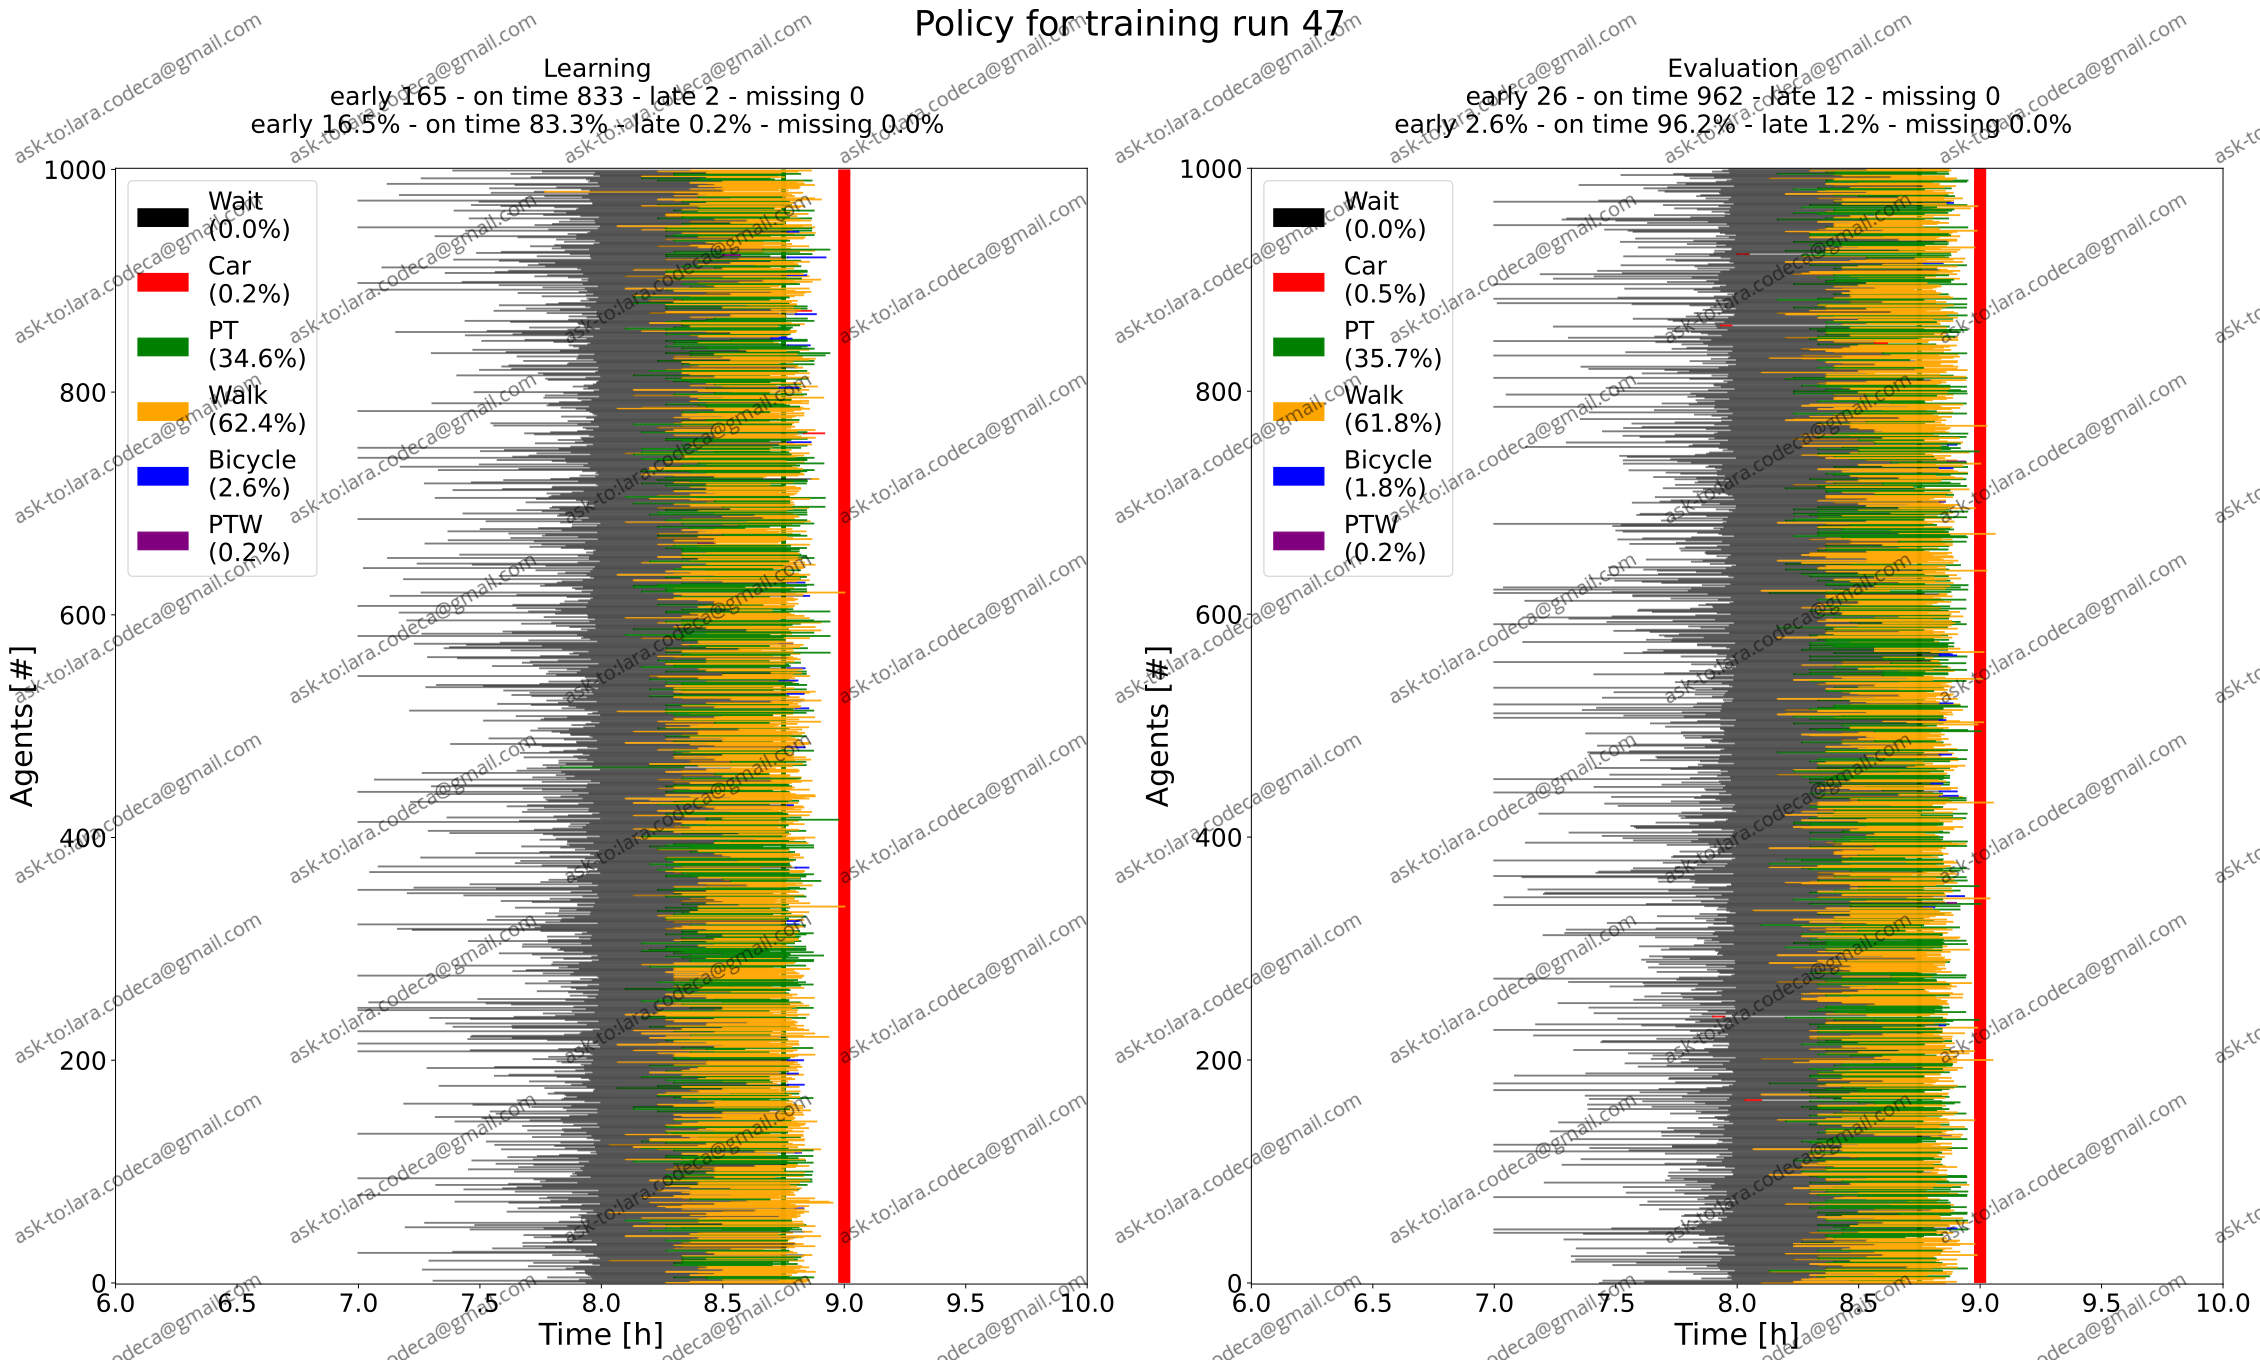 Policy for training run 47
Learning
early 165 - on time 833 - late 2 - missing 0
early 16.5% - on time 83.3% - late 0.2% - missing 0.0%
1000
800
600
400
200
0
Agents [#]
Wait
(0.0%)
Car
(0.2%)
PT
(34.6%)
Walk
(62.4%)
Bicycle
(2.6%)
PTW
(0.2%)
6.0 6.5 7.0 7.5 8.0 8.5 9.0 9.5 10.0
Time [h]
Evaluation
early 26 - on time 962 - late 12 - missing 0
early 2.6% - on time 96.2% - late 1.2% - missing 0.0%
1000
800
600
400
200
0
Agents [#]
Wait
(0.0%)
Car
(0.5%)
PT
(35.7%)
Walk
(61.8%)
Bicycle
(1.8%)
PTW
(0.2%)
6.0 6.5 7.0 7.5 8.0 8.5 9.0 9.5 10.0
Time [h]
ask-to:lara.codeca@gmail.com